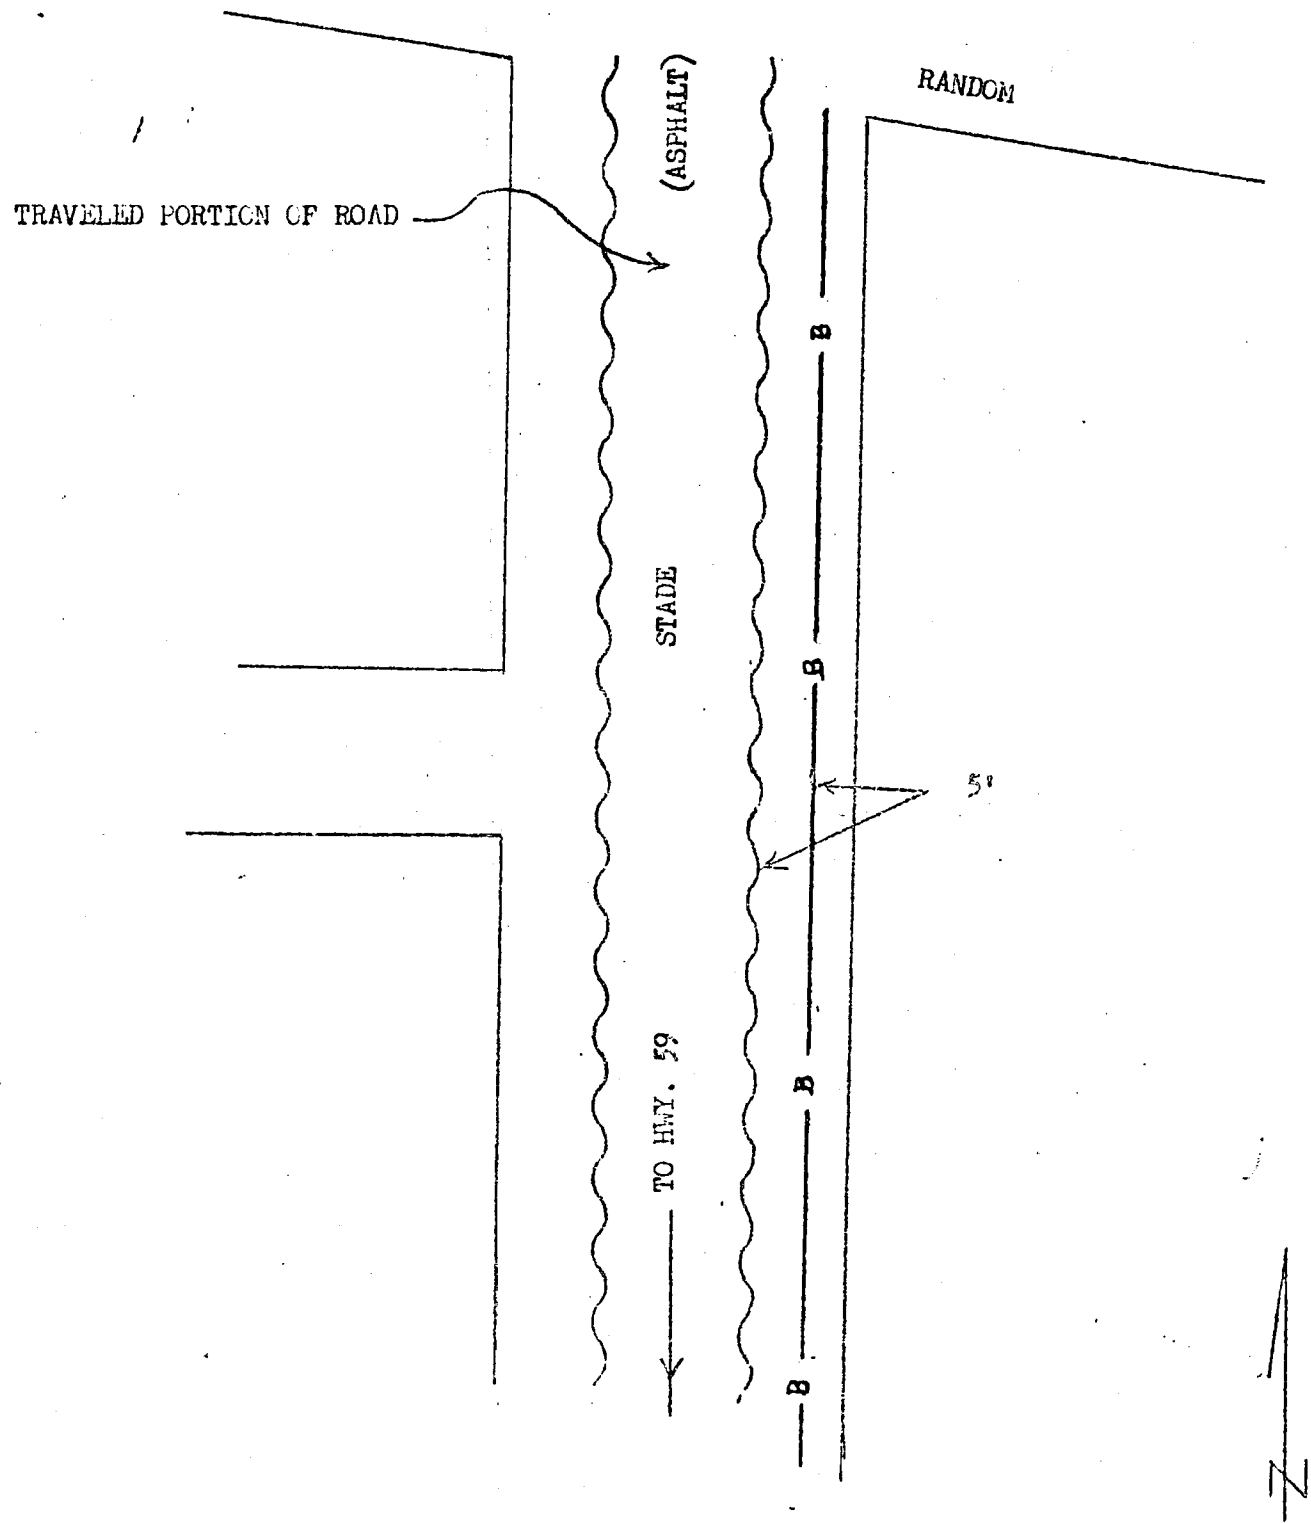 RANDOM
(ASPHALT)
TRAVELED PORTION OF ROAD
B
STADE
B
5'
TO HWY. 59
B
B
N